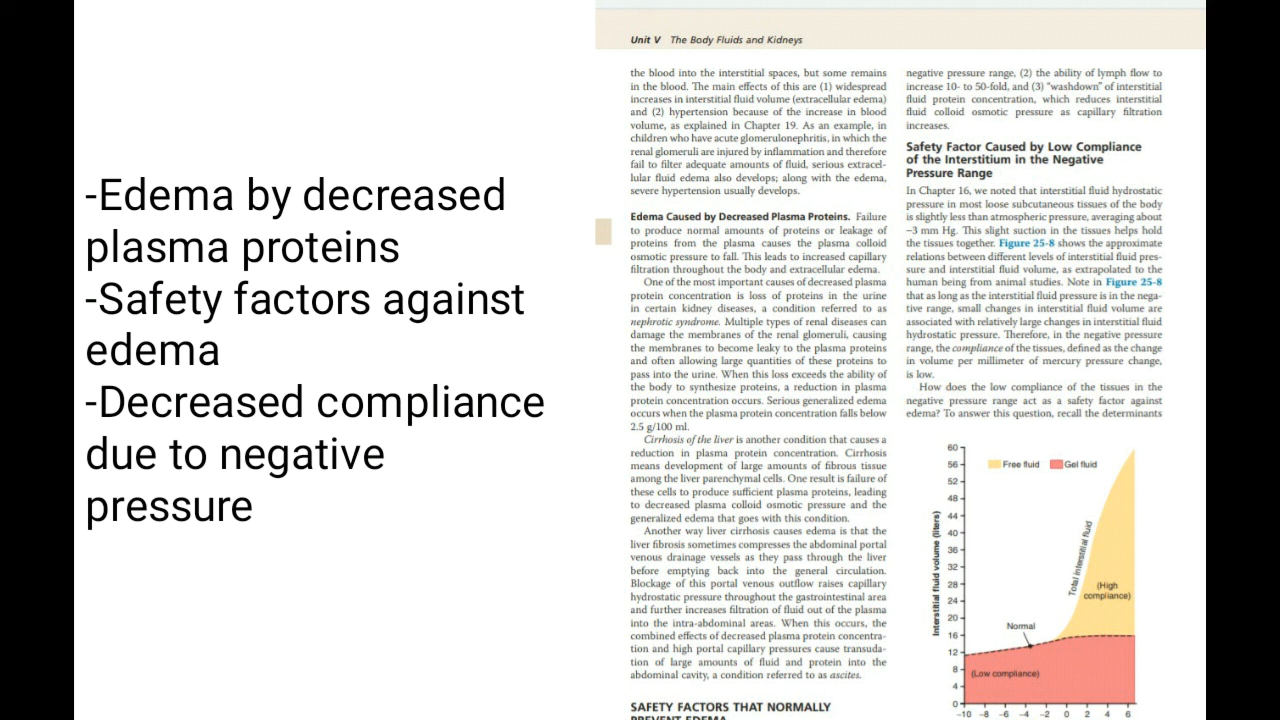 -Edema by decreased
plasma proteins
-Safety factors against
edema
-Decreased compliance
due to negative
pressure
Unit V The Body Fluids and Kidneys
the blood into the interstitial spaces, but some remains
in the blood. The main effects of this are (1) widespread
increases in interstitial fluid volume (extracellular edema)
and (2) hypertension because of the increase in blood
volume, as explained in Chapter 19. As an example, in
children who have acute glomerulonephritis, in which the
renal glomeruli are injured by inflammation and therefore
fail to filter adequate amounts of fluid, serious extracel-
lular fluid edema also develops; along with the edema,
severe hypertension usually develops.
Edema Caused by Decreased Plasma Proteins. Failure
to produce normal amounts of proteins or leakage of
proteins from the plasma causes the plasma colloid
osmotic pressure to fall. This leads to increased capillary
filtration throughout the body and extracellular edema.
One of the most important causes of decreased plasma
protein concentration is loss of proteins in the urine
in certain kidney diseases, a condition referred to as
nephrotic syndrome. Multiple types of renal diseases can
damage the membranes of the renal glomeruli, causing
the membranes to become leaky to the plasma proteins
and often allowing large quantities of these proteins to
pass into the urine. When this loss exceeds the ability of
the body to synthesize proteins, a reduction in plasma
protein concentration occurs. Serious generalized edema
occurs when the plasma protein concentration falls below
2.5 g/100 ml.
Cirrhosis of the liver is another condition that causes a
reduction in plasma protein concentration. Cirrhosis
means development of large amounts of fibrous tissue
among the liver parenchymal cells. One result is failure of
these cells to produce sufficient plasma proteins, leading
to decreased plasma colloid osmotic pressure and the
generalized edema that goes with this condition.
Another way liver cirrhosis causes edema is that the
liver fibrosis sometimes compresses the abdominal portal
venous drainage vessels as they pass through the liver
before emptying back into the general circulation.
Blockage of this portal venous outflow raises capillary
hydrostatic pressure throughout the gastrointestinal area
and further increases filtration of fluid out of the plasma
into the intra-abdominal areas. When this occurs, the
combined effects of decreased plasma protein concentra-
tion and high portal capillary pressures cause transuda-
tion of large amounts of fluid and protein into the
abdominal cavity, a condition referred to as ascites.
SAFETY FACTORS THAT NORMALLY
PREVENT EDEMA
negative pressure range, (2) the ability of lymph flow to
increase 10- to 50-fold, and (3) "washdown" of interstitial
fluid protein concentration, which reduces interstitial
fluid colloid osmotic pressure as capillary filtration
increases.
Safety Factor Caused by Low Compliance
of the Interstitium in the Negative
Pressure Range
In Chapter 16, we noted that interstitial fluid hydrostatic
pressure in most loose subcutaneous tissues of the body
is slightly less than atmospheric pressure, averaging about
−3 mm Hg. This slight suction in the tissues helps hold
the tissues together. Figure 25-8 shows the approximate
relations between different levels of interstitial fluid pres-
sure and interstitial fluid volume, as extrapolated to the
human being from animal studies. Note in Figure 25-8
that as long as the interstitial fluid pressure is in the nega-
tive range, small changes in interstitial fluid volume are
associated with relatively large changes in interstitial fluid
hydrostatic pressure. Therefore, in the negative pressure
range, the compliance of the tissues, defined as the change
in volume per millimeter of mercury pressure change,
is low.
How does the low compliance of the tissues in the
negative pressure range act as a safety factor against
edema? To answer this question, recall the determinants
Interstitial fluid volume (liters)
60
56
52
48
44
40
36
32
28
24
20
16
12
8
4
0
Free fluid
Gel fluid
Total interstitial fluid
(High
compliance)
Normal
(Low compliance)
−10 −8 −6 −4 −2 0 2 4 6